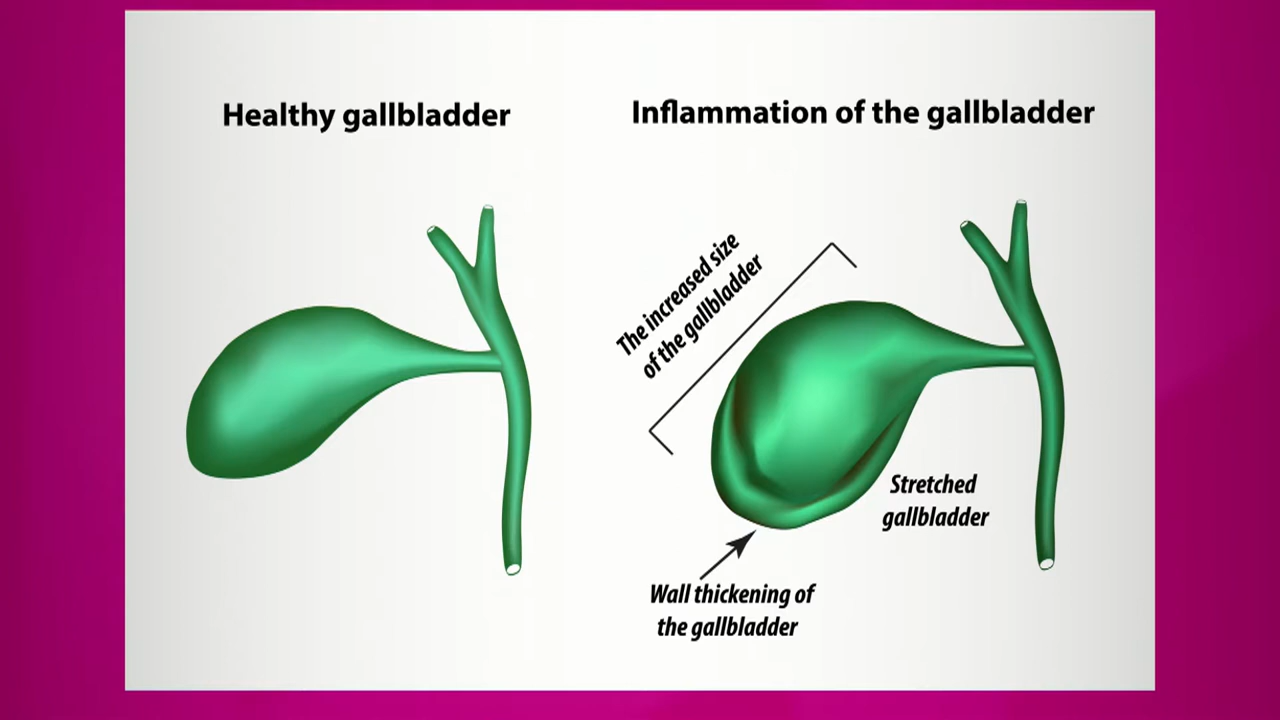 Healthy gallbladder
Inflammation of the gallbladder
The increased size
of the gallbladder
Stretched
gallbladder
Wall thickening of
the gallbladder